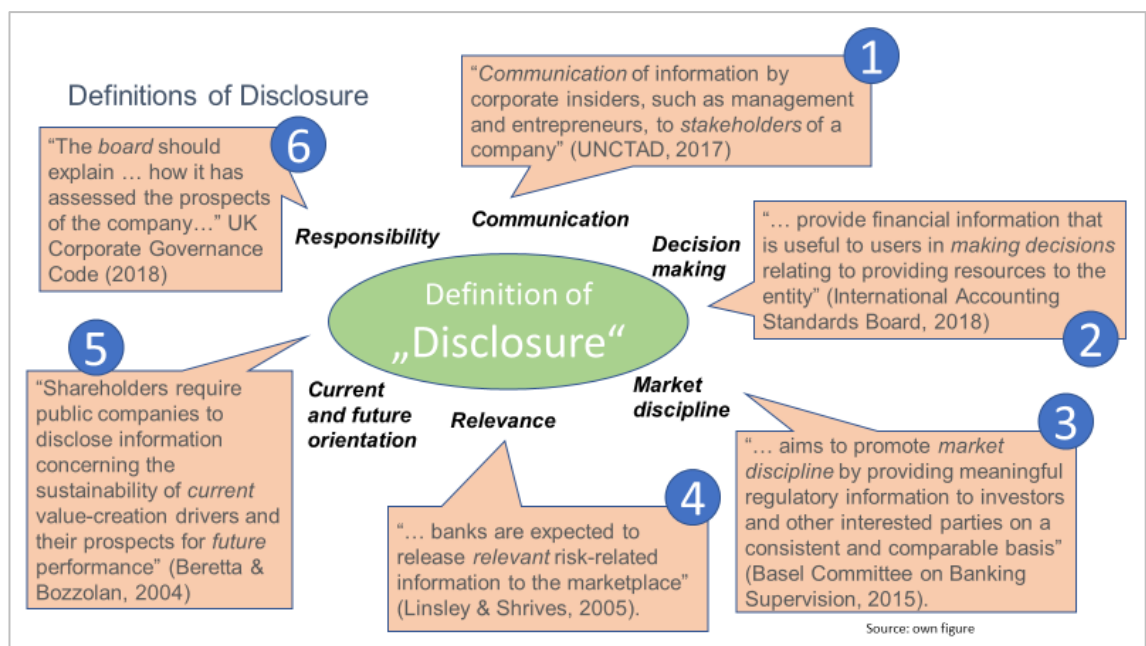 Definitions of Disclosure
1
“Communication of information by
corporate insiders, such as management
and entrepreneurs, to stakeholders of a
company” (UNCTAD, 2017)
6
“The board should
explain … how it has
assessed the prospects
of the company…” UK
Corporate Governance
Code (2018)
Responsibility
Communication
Decision
making
“… provide financial information that
is useful to users in making decisions
relating to providing resources to the
entity” (International Accounting
Standards Board, 2018)
2
Definition of
„Disclosure“
5
“Shareholders require
public companies to
disclose information
concerning the
sustainability of current
value-creation drivers and
their prospects for future
performance” (Beretta &
Bozzolan, 2004)
Current
and future
orientation
Relevance
Market
discipline
4
“… banks are expected to
release relevant risk-related
information to the marketplace”
(Linsley & Shrives, 2005).
3
“… aims to promote market
discipline by providing meaningful
regulatory information to investors
and other interested parties on a
consistent and comparable basis”
(Basel Committee on Banking
Supervision, 2015).
Source: own figure